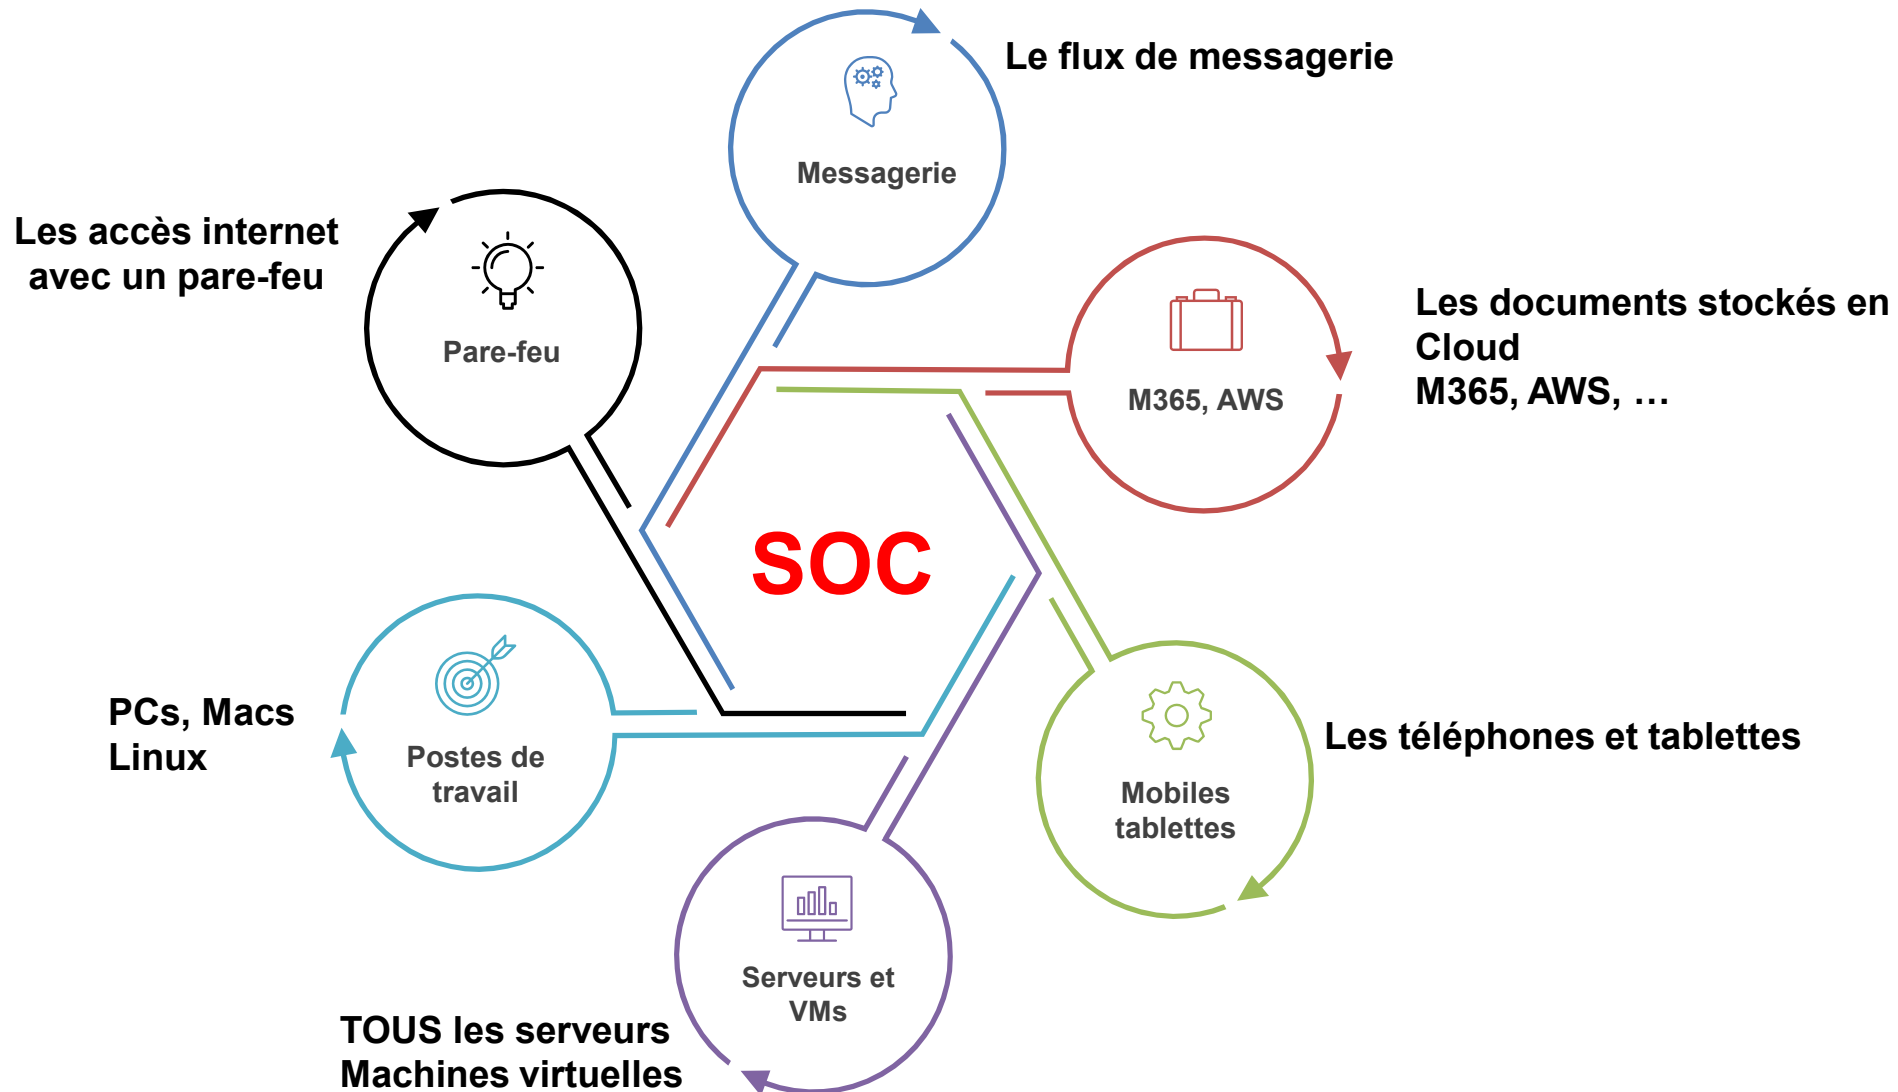 Le flux de messagerie
Messagerie
Les accès internet
avec un pare-feu
Pare-feu
Les documents stockés en
Cloud
M365, AWS, …
M365, AWS
SOC
PCs, Macs
Linux
Postes de
travail
Les téléphones et tablettes
Mobiles
tablettes
Serveurs et
VMs
TOUS les serveurs
Machines virtuelles